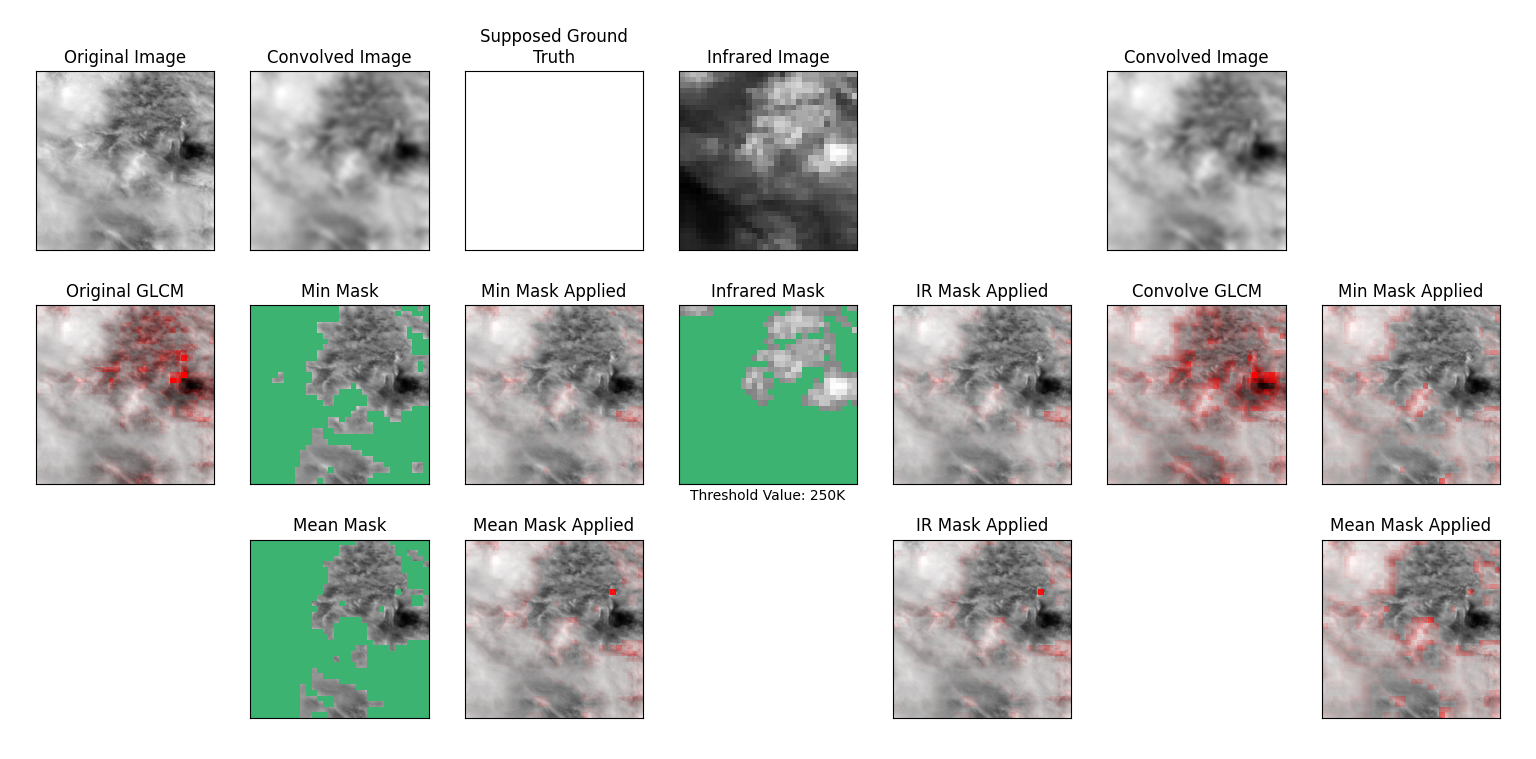 Original Image
Convolved Image
Supposed Ground
Truth
Infrared Image
Convolved Image
Original GLCM
Min Mask
Min Mask Applied
Infrared Mask
IR Mask Applied
Convolve GLCM
Min Mask Applied
Threshold Value: 250K
Mean Mask
Mean Mask Applied
IR Mask Applied
Mean Mask Applied